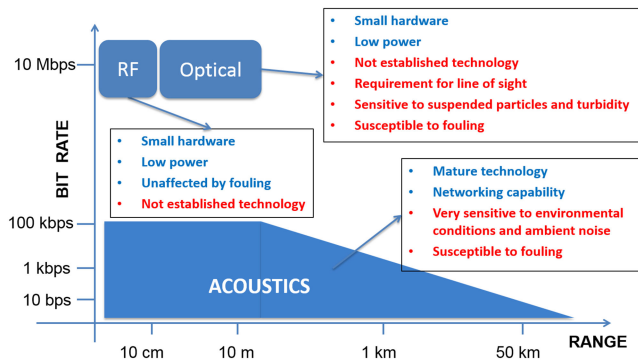 Small hardware
Low power
Not established technology
Requirement for line of sight
Sensitive to suspended particles and turbidity
Susceptible to fouling
10 Mbps
RF
Optical
BIT RATE
Small hardware
Low power
Unaffected by fouling
Not established technology
Mature technology
Networking capability
Very sensitive to environmental
conditions and ambient noise
Susceptible to fouling
100 kbps
1 kbps
10 bps
ACOUSTICS
10 cm
10 m
1 km
50 km
RANGE